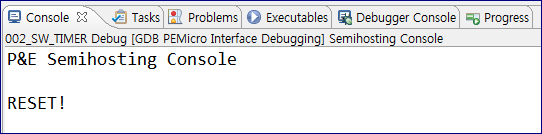 Console Tasks Problems Executables Debugger Console Progress
002_SW_TIMER Debug [GDB PEMicro Interface Debugging] Semihosting Console
P&E Semihosting Console
RESET!